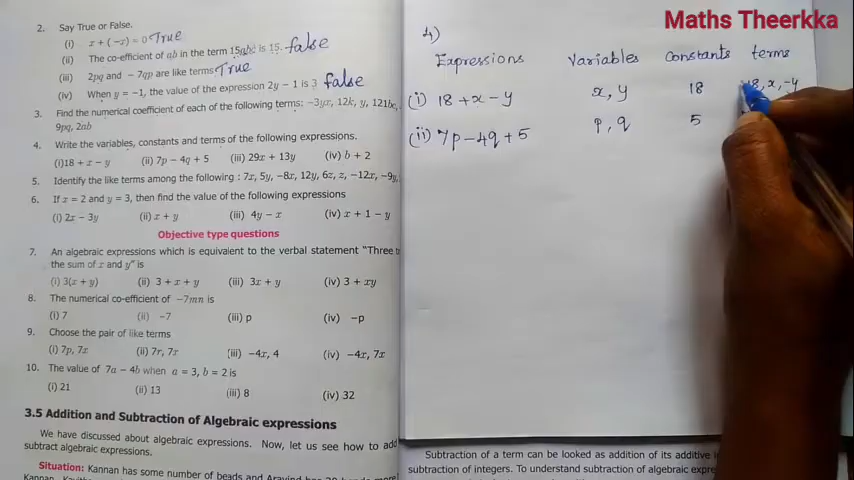 Maths Theerkka
2. Say True or False.
(i) x + (−x) = 0 True
(ii) The co-efficient of ab in the term 15abc is 15. false
(iii) 2pq and − 7qp are like terms True
(iv) When y = −1, the value of the expression 2y − 1 is 3 false
3. Find the numerical coefficient of each of the following terms: −3yx, 12k, y, 121bc,
9pq, 2ab
4. Write the variables, constants and terms of the following expressions.
(i)18 + x − y (ii) 7p − 4q + 5 (iii) 29x + 13y (iv) b + 2
5. Identify the like terms among the following : 7x, 5y, −8x, 12y, 6z, z, −12x, −9y,
6. If x = 2 and y = 3, then find the value of the following expressions
(i) 2x − 3y (ii) x + y (iii) 4y − x (iv) x + 1 − y
Objective type questions
7. An algebraic expressions which is equivalent to the verbal statement “Three
the sum of x and y” is
(i) 3(x + y) (ii) 3 + x + y (iii) 3x + y (iv) 3 + xy
8. The numerical co-efficient of −7mn is
(i) 7 (ii) −7 (iii) p (iv) −p
9. Choose the pair of like terms
(i) 7p, 7x (ii) 7r, 7x (iii) −4x, 4 (iv) −4x, 7x
10. The value of 7a − 4b when a = 3, b = 2 is
(i) 21 (ii) 13 (iii) 8 (iv) 32
3.5 Addition and Subtraction of Algebraic expressions
We have discussed about algebraic expressions. Now, let us see how to add
subtract algebraic expressions.
Situation: Kannan has some number of beads and
4)
Expressions Variables Constants terms
(i) 18 + x − y x, y 18 18, x, −y
(ii) 7p − 4q + 5 p, q 5
Subtraction of a term can be looked as addition of its additive
subtraction of integers. To understand subtraction of algebraic